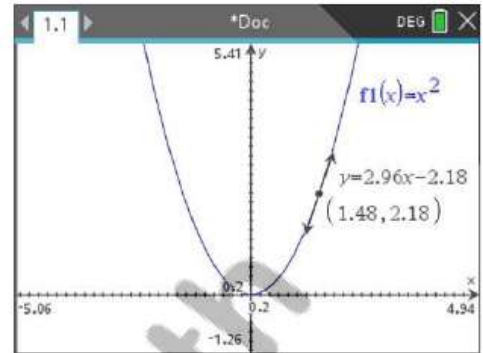 1.1 *Doc DEG
5.41 y
f1(x)=x²
y=2.96x−2.18
(1.48,2.18)
0.2 x
-5.06 0.2 4.94
-1.26